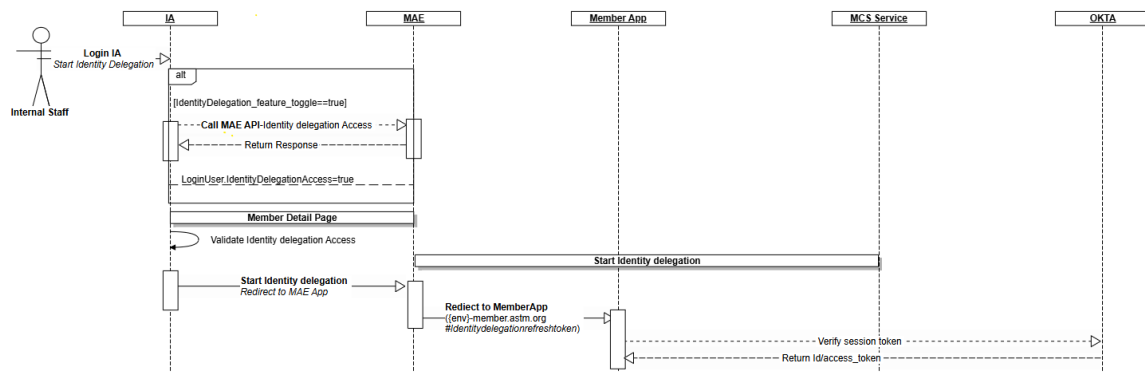 IA
MAE
Member App
MCS Service
OKTA
Login IA
Start Identity Delegation
Internal Staff
alt
[IdentityDelegation_feature_toggle==true]
Call MAE API-Identity delegation Access
Return Response
LoginUser.IdentityDelegationAccess=true
Member Detail Page
Validate Identity delegation Access
Start Identity delegation
Start Identity delegation
Redirect to MAE App
Rediect to MemberApp
({env}-member.astm.org
#Identitydelegationrefreshtoken)
Verify session token
Return Id/access_token